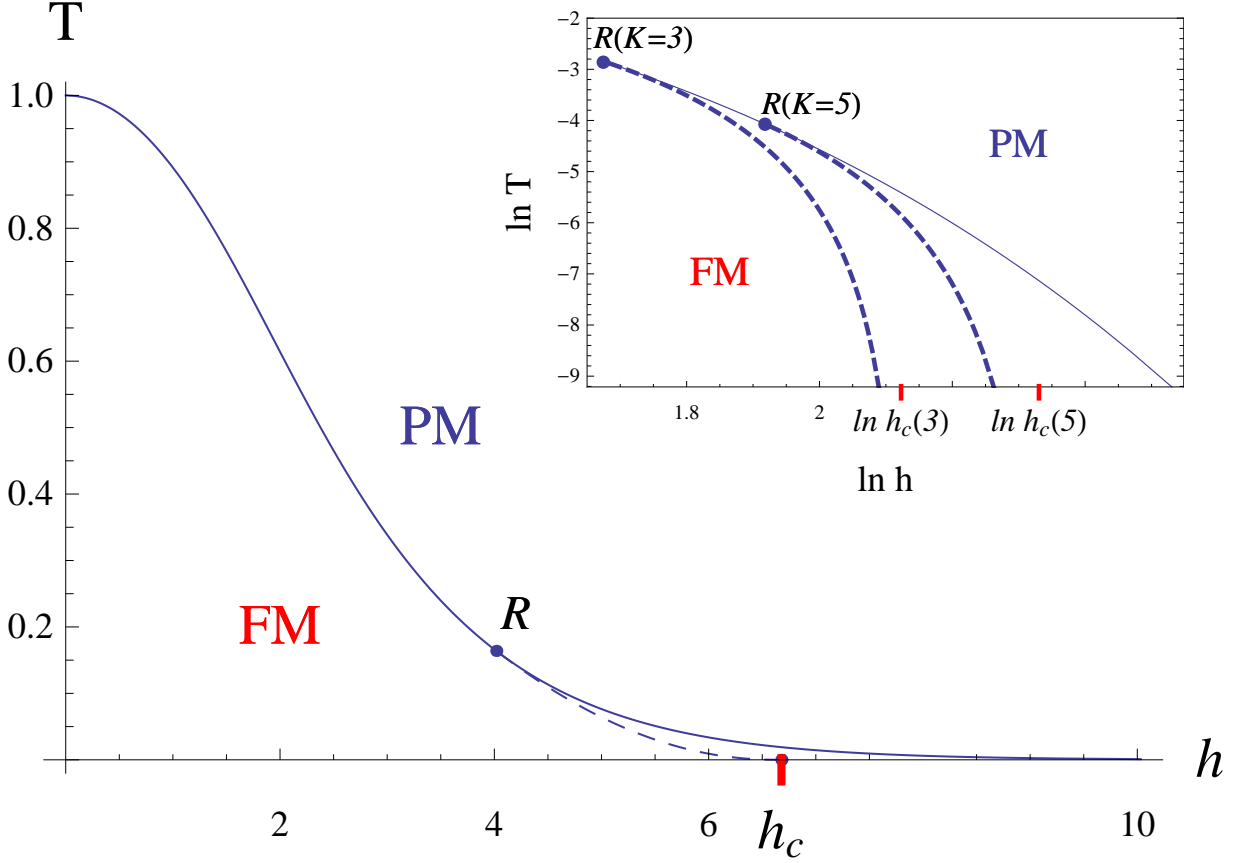 T
1.0
0.8
0.6
0.4
0.2
PM
FM
R
2
4
6
h_c
10
h
-2
-3
-4
-5
-6
-7
-8
-9
ln T
R(K=3)
R(K=5)
PM
FM
1.8
2
ln h_c(3)
ln h_c(5)
ln h